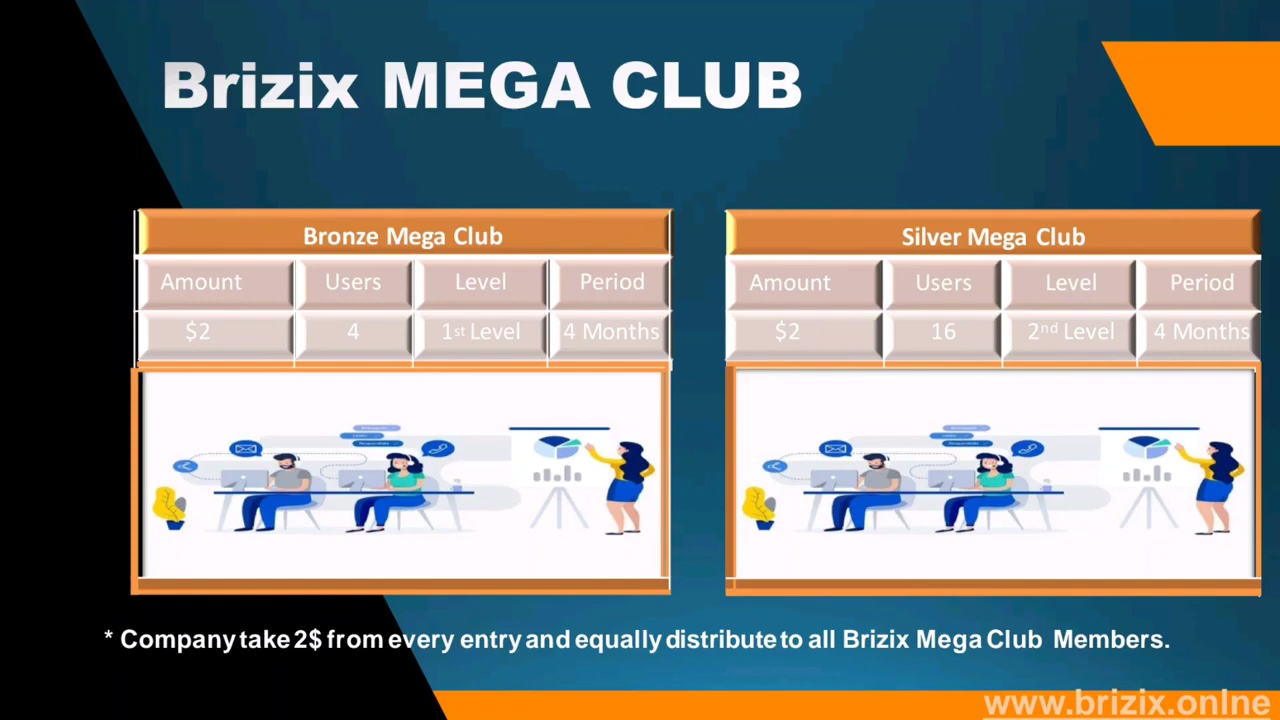 Brizix MEGA CLUB
Bronze Mega Club
Amount Users Level Period
$2 4 1st Level 4 Months
Silver Mega Club
Amount Users Level Period
$2 16 2nd Level 4 Months
* Company take 2$ from every entry and equally distribute to all Brizix Mega Club Members.
www.brizix.onlne